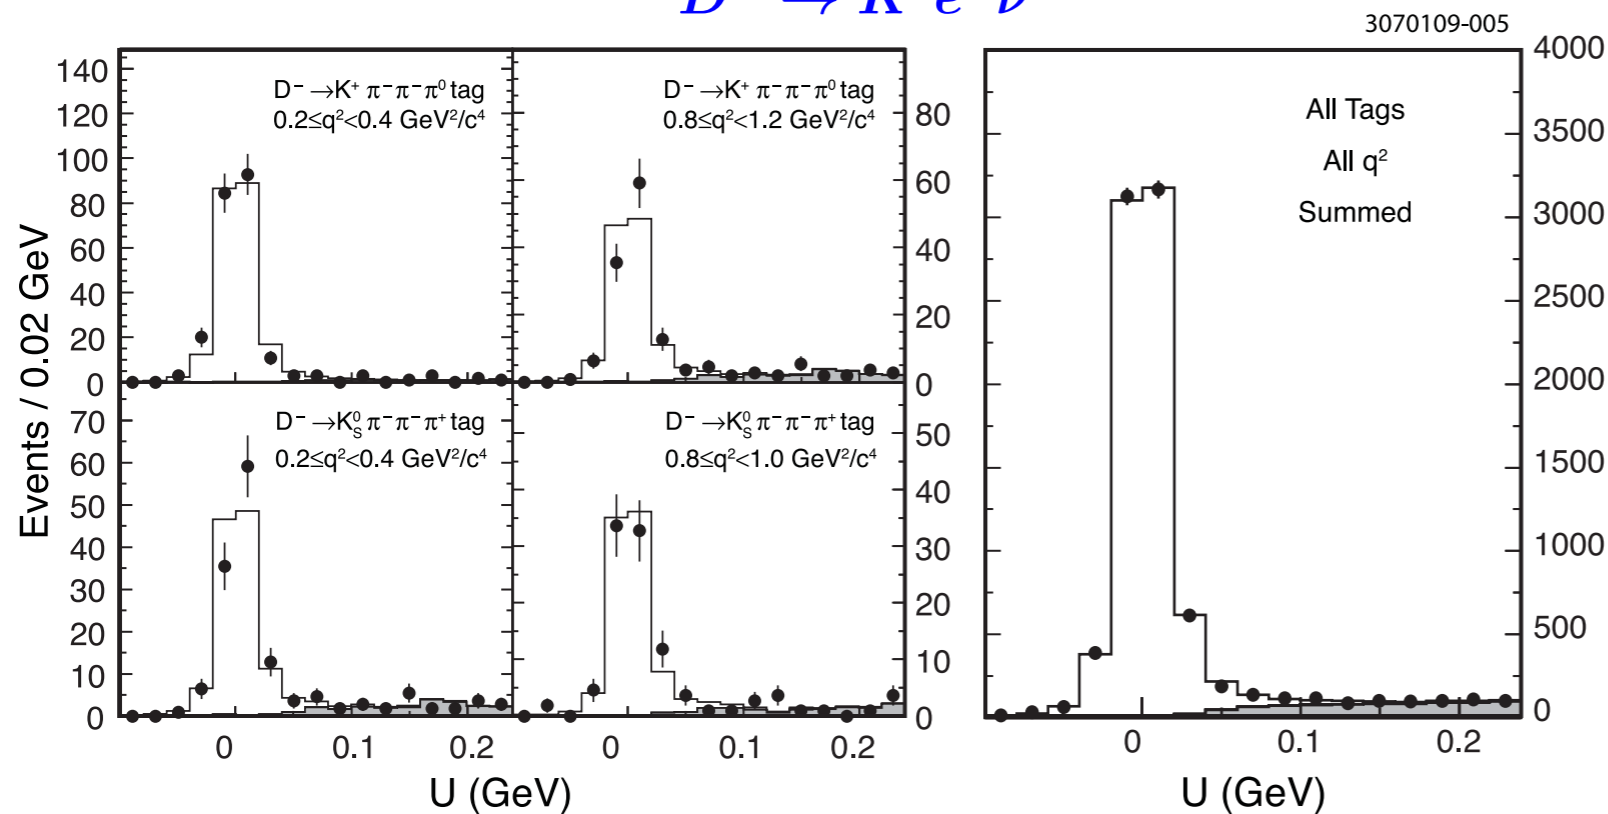 3070109-005
Events / 0.02 GeV
140
120
100
80
60
40
20
0
D⁻ →K⁺ π⁻π⁻π⁰ tag
0.2≤q²<0.4 GeV²/c⁴
D⁻ →K⁺ π⁻π⁻π⁰ tag
0.8≤q²<1.2 GeV²/c⁴
80
60
40
20
0
70
60
50
40
30
20
10
0
D⁻ →K⁰S π⁻π⁻π⁺ tag
0.2≤q²<0.4 GeV²/c⁴
D⁻ →K⁰S π⁻π⁻π⁺ tag
0.8≤q²<1.0 GeV²/c⁴
50
40
30
20
10
0
0 0.1 0.2
0 0.1 0.2
U (GeV)
All Tags
All q²
Summed
4000
3500
3000
2500
2000
1500
1000
500
0
0 0.1 0.2
U (GeV)